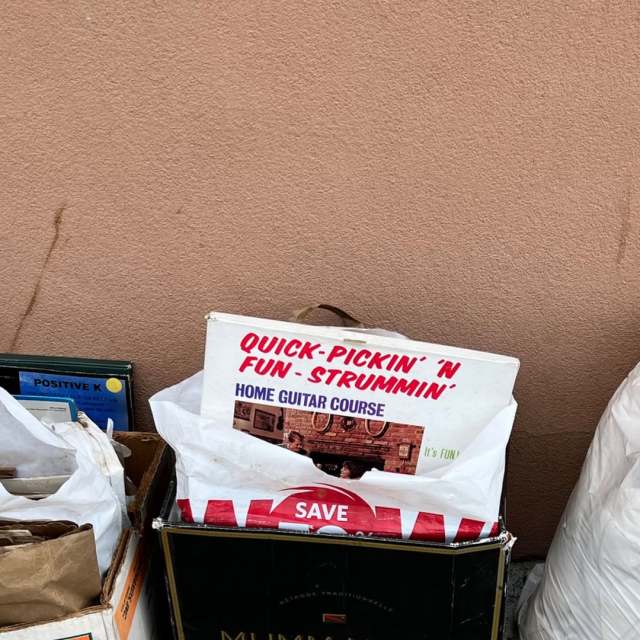 POSITIVE K
QUICK-PICKIN' 'N
FUN-STRUMMIN'
HOME GUITAR COURSE
It's FUN!
SAVE